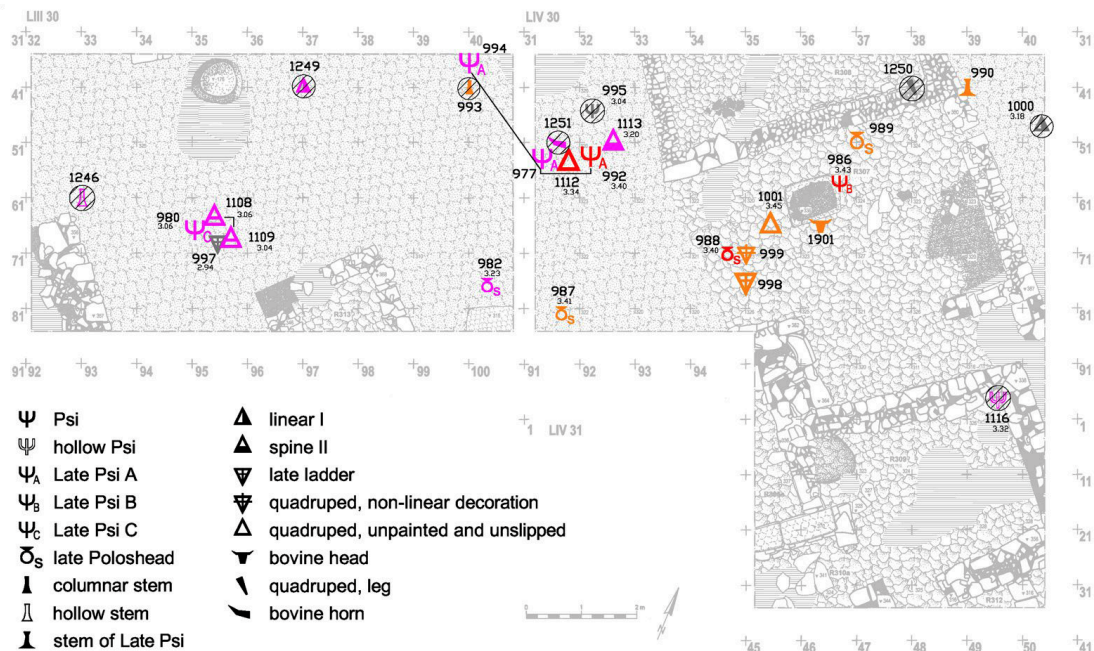 LIII 30
LIV 30
31 32 33 34 35 36 37 38 39 40 31 32 33 34 35 36 37 38 39 40 31
994
1249
1250
990
41
993
995
3.04
1000
3.18
1251
1113
3.20
989
51
977
1112
3.34
992
3.40
986
3.43
R307
1246
61
1108
3.06
980
3.06
1001
3.45
1109
3.04
997
2.94
988
3.40
999
1901
71
982
3.23
998
987
3.41
81
91 92 93 94 95 96 97 98 99 100 91 92 93 94
91
Psi
hollow Psi
Late Psi A
Late Psi B
Late Psi C
late Poloshead
columnar stem
hollow stem
stem of Late Psi
linear I
spine II
late ladder
quadruped, non-linear decoration
quadruped, unpainted and unslipped
bovine head
quadruped, leg
bovine horn
1 LIV 31
1116
3.32
1
11
21
31
R310a
R312
0 1 2 m
N
45 46 47 48 49 50 41